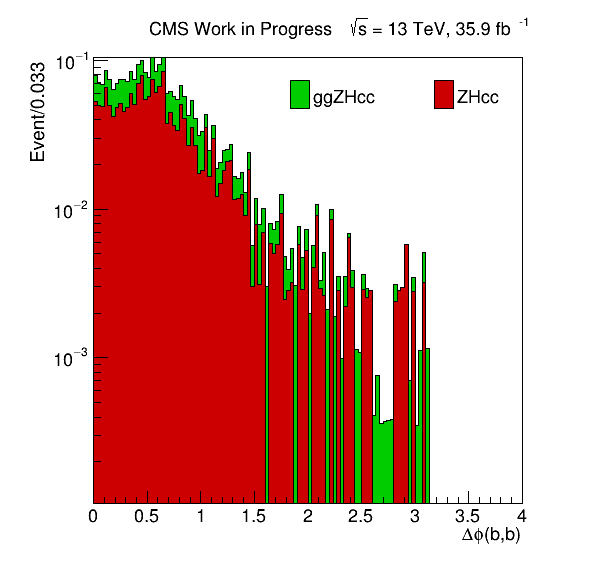 CMS Work in Progress √s = 13 TeV, 35.9 fb -1
Event/0.033
10−1
10−2
10−3
ggZHcc ZHcc
0 0.5 1 1.5 2 2.5 3 3.5 4
Δϕ(b,b)